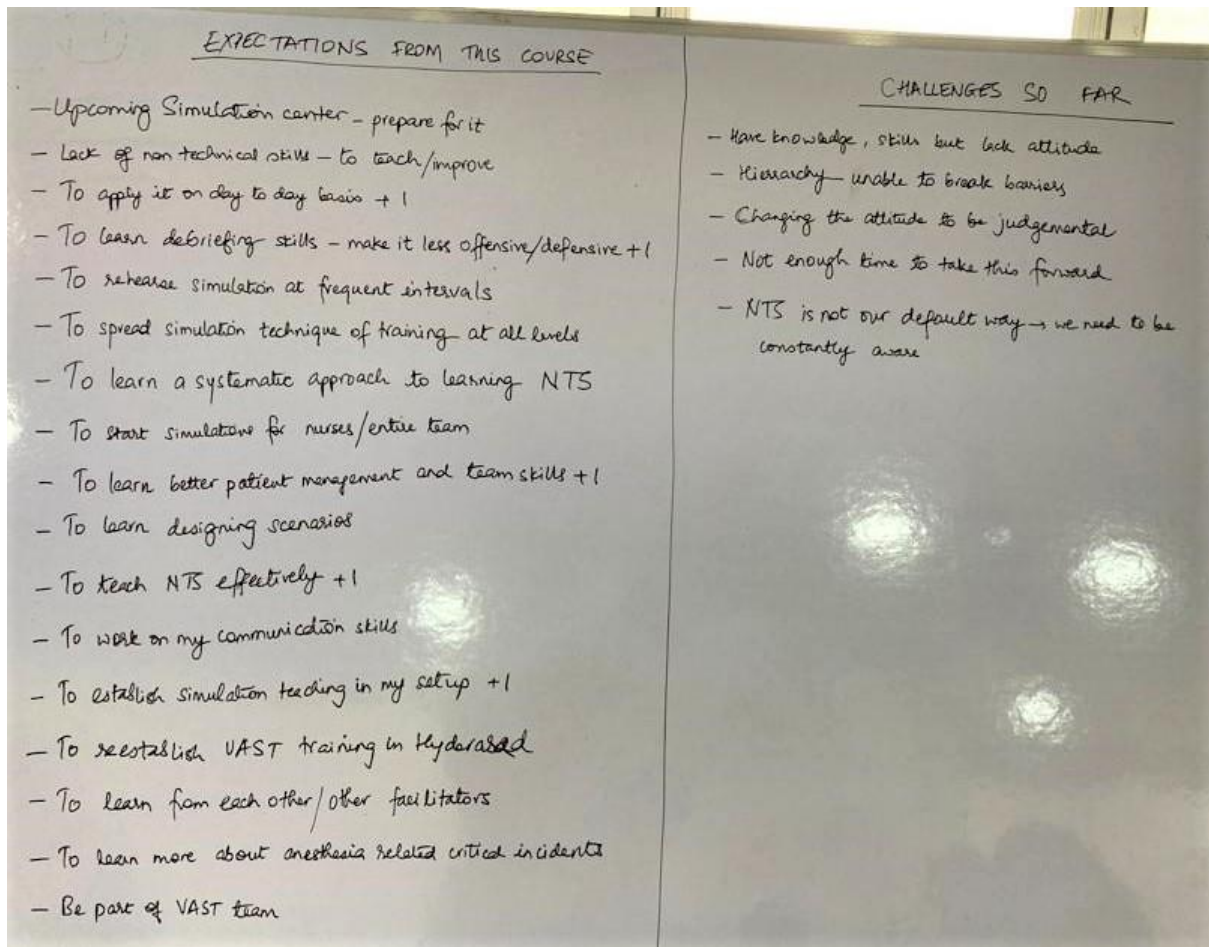 EXPECTATIONS FROM THIS COURSE
- Upcoming Simulation center - prepare for it
- Lack of non technical skills - to teach/improve
- To apply it on day to day basis + 1
- To learn debriefing skills - make it less offensive/defensive +1
- To rehearse simulation at frequent intervals
- To spread simulation technique of training at all levels
- To learn a systematic approach to learning NTS
- To start simulations for nurses/entire team
- To learn better patient management and team skills +1
- To learn designing scenarios
- To teach NTS effectively +1
- To work on my communication skills
- To establish simulation teaching in my setup +1
- To reestablish VAST training in Hyderabad
- To learn from each other/other facilitators
- To learn more about anesthesia related critical incidents
- Be part of VAST team
CHALLENGES SO FAR
- Have knowledge, skills but lack attitude
- Hierarchy - unable to break barriers
- Changing the attitude to be judgemental
- Not enough time to take this forward
- NTS is not our default way → we need to be
constantly aware